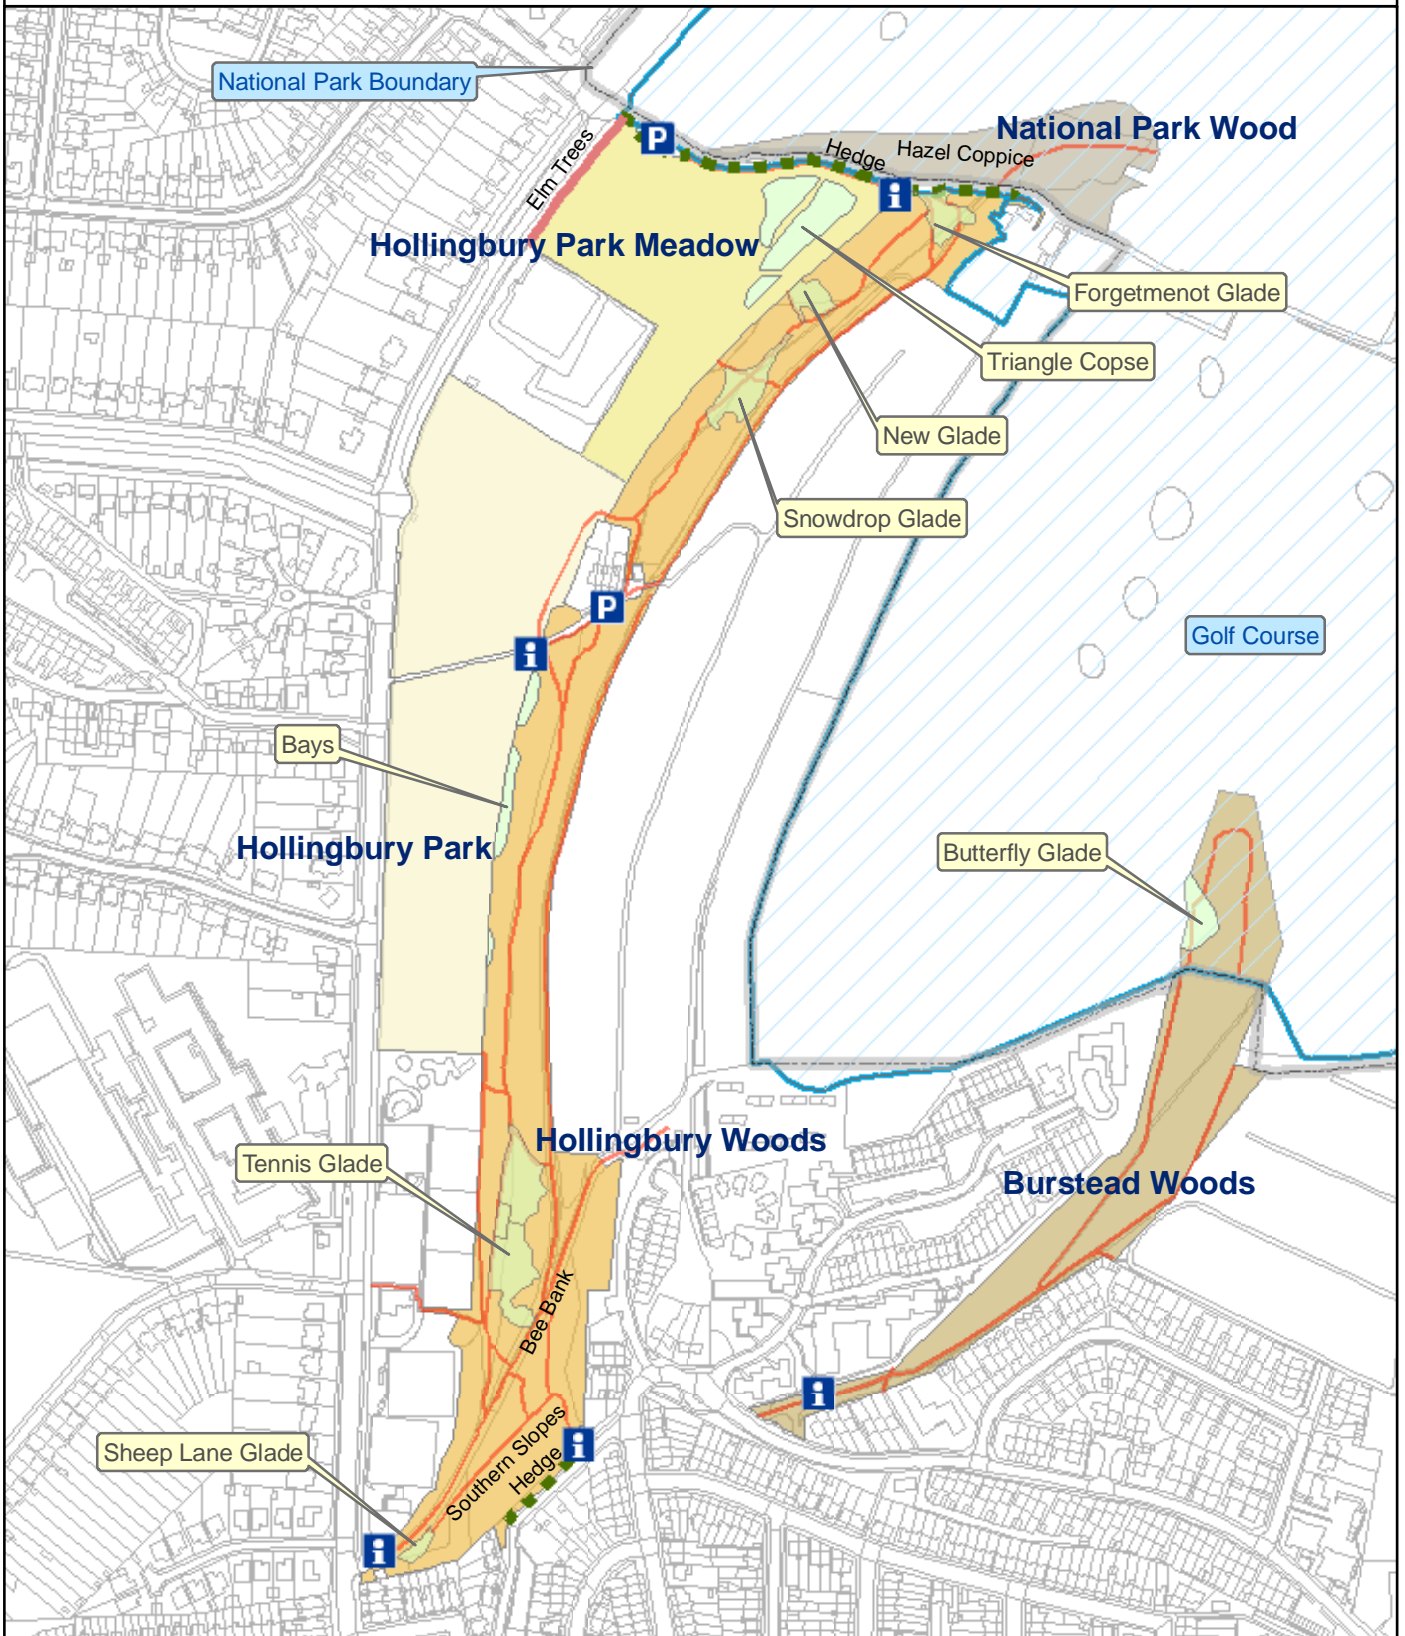 National Park Boundary
P
National Park Wood
Elm Trees
Hedge
Hazel Coppice
i
Hollingbury Park Meadow
Forgetmenot Glade
Triangle Copse
New Glade
Snowdrop Glade
P
Golf Course
i
Bays
Hollingbury Park
Butterfly Glade
Hollingbury Woods
Tennis Glade
Burstead Woods
Bee Bank
i
Southern Slopes
Hedge
i
Sheep Lane Glade
i